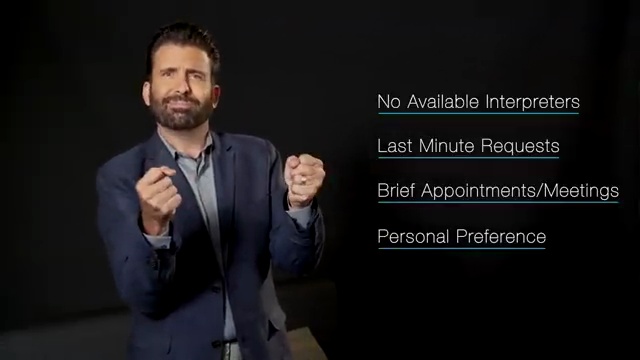 No Available Interpreters
Last Minute Requests
Brief Appointments/Meetings
Personal Preference